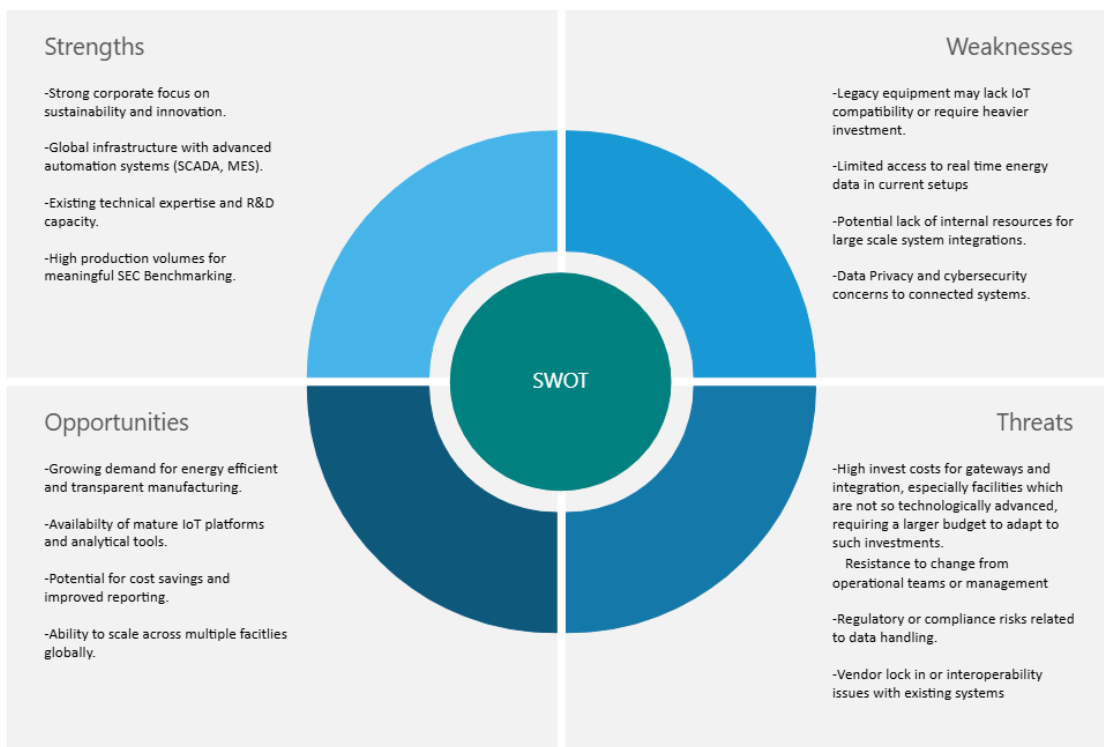 Strengths
-Strong corporate focus on
sustainability and innovation.
-Global infrastructure with advanced
automation systems (SCADA, MES).
-Existing technical expertise and R&D
capacity.
-High production volumes for
meaningful SEC Benchmarking.
Weaknesses
-Legacy equipment may lack IoT
compatibility or require heavier
investment.
-Limited access to real time energy
data in current setups
-Potential lack of internal resources for
large scale system integrations.
-Data Privacy and cybersecurity
concerns to connected systems.
SWOT
Opportunities
-Growing demand for energy efficient
and transparent manufacturing.
-Availabilty of mature IoT platforms
and analytical tools.
-Potential for cost savings and
improved reporting.
-Ability to scale across multiple facitlies
globally.
Threats
-High invest costs for gateways and
integration, especially facilities which
are not so technologically advanced,
requiring a larger budget to adapt to
such investments.
Resistance to change from
operational teams or management
-Regulatory or compliance risks related
to data handling.
-Vendor lock in or interoperability
issues with existing systems